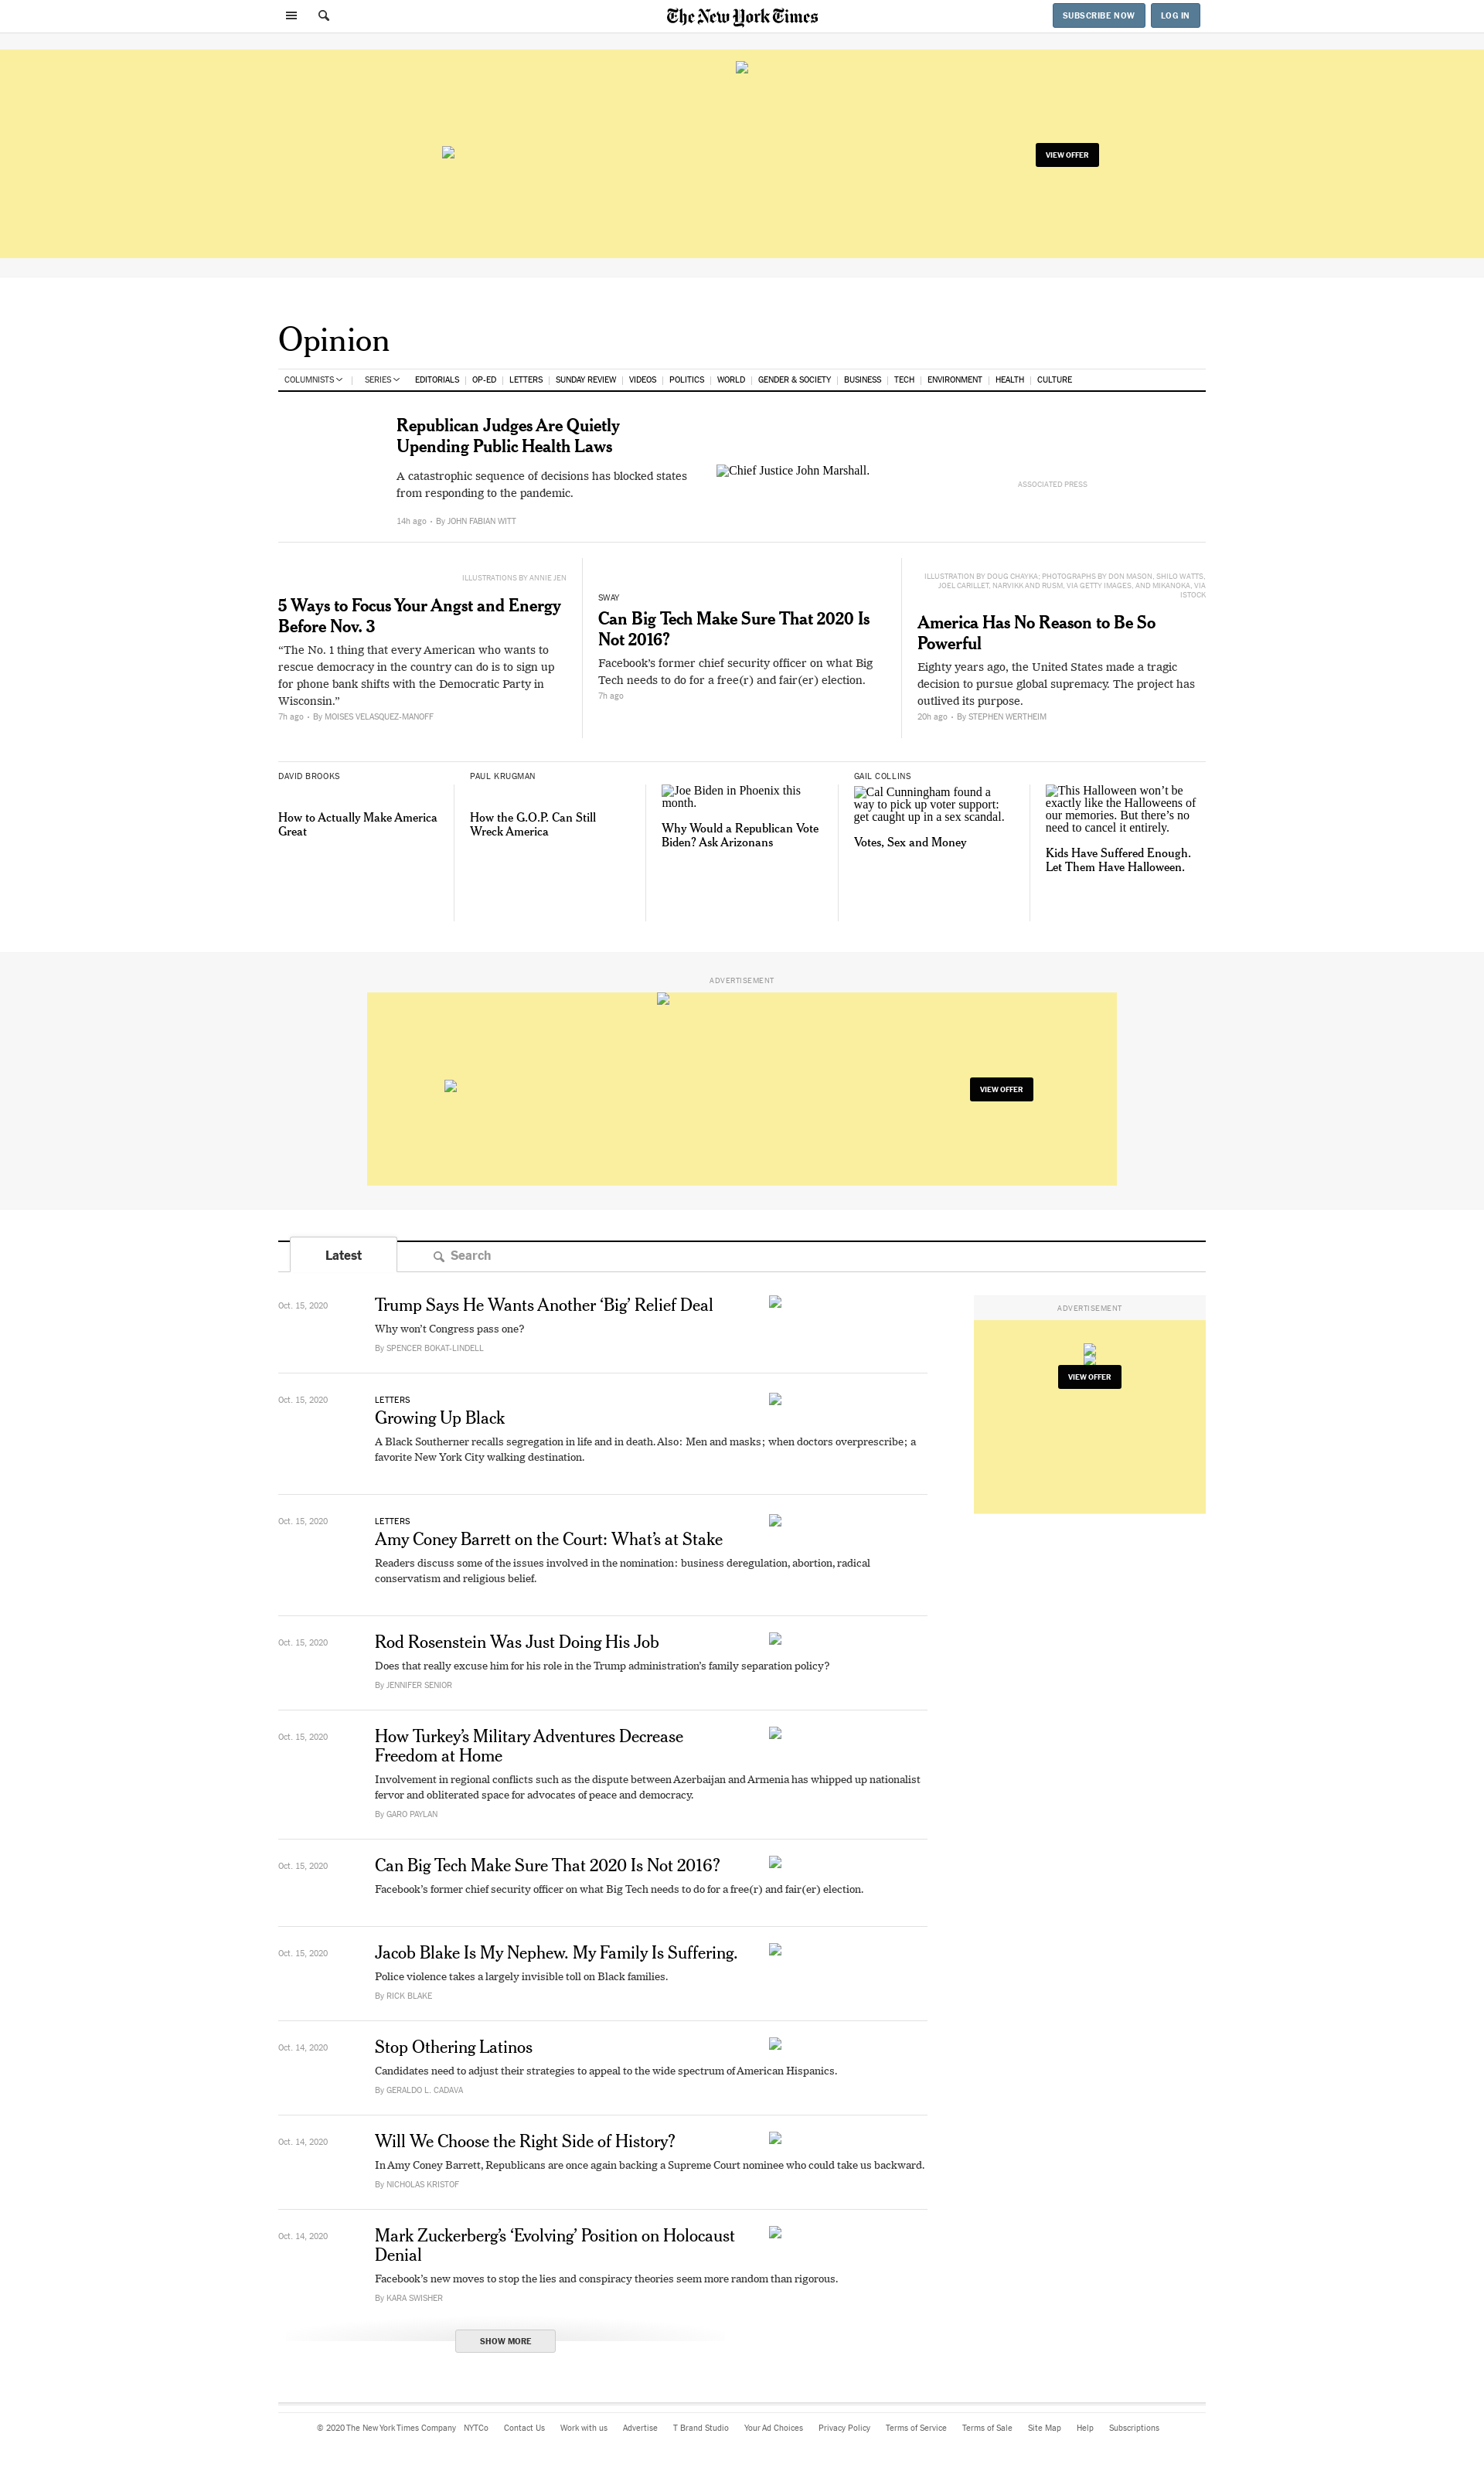 The New York Times
SUBSCRIBE NOW
LOG IN
VIEW OFFER
Opinion
COLUMNISTS
SERIES
EDITORIALS
OP-ED
LETTERS
SUNDAY REVIEW
VIDEOS
POLITICS
WORLD
GENDER & SOCIETY
BUSINESS
TECH
ENVIRONMENT
HEALTH
CULTURE
Republican Judges Are Quietly
Upending Public Health Laws
A catastrophic sequence of decisions has blocked states
from responding to the pandemic.
14h ago • By JOHN FABIAN WITT
Chief Justice John Marshall.
ASSOCIATED PRESS
ILLUSTRATIONS BY ANNIE JEN
5 Ways to Focus Your Angst and Energy
Before Nov. 3
“The No. 1 thing that every American who wants to
rescue democracy in the country can do is to sign up
for phone bank shifts with the Democratic Party in
Wisconsin.”
7h ago • By MOISES VELASQUEZ-MANOFF
SWAY
Can Big Tech Make Sure That 2020 Is
Not 2016?
Facebook’s former chief security officer on what Big
Tech needs to do for a free(r) and fair(er) election.
7h ago
ILLUSTRATION BY DOUG CHAYKA; PHOTOGRAPHS BY DON MASON, SHILO WATTS,
JOEL CARILLET, NARVIKK AND RUSM, VIA GETTY IMAGES, AND MIKANOKA, VIA
ISTOCK
America Has No Reason to Be So
Powerful
Eighty years ago, the United States made a tragic
decision to pursue global supremacy. The project has
outlived its purpose.
20h ago • By STEPHEN WERTHEIM
DAVID BROOKS
How to Actually Make America
Great
PAUL KRUGMAN
How the G.O.P. Can Still
Wreck America
Joe Biden in Phoenix this
month.
Why Would a Republican Vote
Biden? Ask Arizonans
GAIL COLLINS
Cal Cunningham found a
way to pick up voter support:
get caught up in a sex scandal.
Votes, Sex and Money
This Halloween won’t be
exactly like the Halloweens of
our memories. But there’s no
need to cancel it entirely.
Kids Have Suffered Enough.
Let Them Have Halloween.
ADVERTISEMENT
VIEW OFFER
Latest
Search
Oct. 15, 2020
Trump Says He Wants Another ‘Big’ Relief Deal
Why won’t Congress pass one?
By SPENCER BOKAT-LINDELL
ADVERTISEMENT
VIEW OFFER
Oct. 15, 2020
LETTERS
Growing Up Black
A Black Southerner recalls segregation in life and in death. Also: Men and masks; when doctors overprescribe; a
favorite New York City walking destination.
Oct. 15, 2020
LETTERS
Amy Coney Barrett on the Court: What’s at Stake
Readers discuss some of the issues involved in the nomination: business deregulation, abortion, radical
conservatism and religious belief.
Oct. 15, 2020
Rod Rosenstein Was Just Doing His Job
Does that really excuse him for his role in the Trump administration’s family separation policy?
By JENNIFER SENIOR
Oct. 15, 2020
How Turkey’s Military Adventures Decrease
Freedom at Home
Involvement in regional conflicts such as the dispute between Azerbaijan and Armenia has whipped up nationalist
fervor and obliterated space for advocates of peace and democracy.
By GARO PAYLAN
Oct. 15, 2020
Can Big Tech Make Sure That 2020 Is Not 2016?
Facebook’s former chief security officer on what Big Tech needs to do for a free(r) and fair(er) election.
Oct. 15, 2020
Jacob Blake Is My Nephew. My Family Is Suffering.
Police violence takes a largely invisible toll on Black families.
By RICK BLAKE
Oct. 14, 2020
Stop Othering Latinos
Candidates need to adjust their strategies to appeal to the wide spectrum of American Hispanics.
By GERALDO L. CADAVA
Oct. 14, 2020
Will We Choose the Right Side of History?
In Amy Coney Barrett, Republicans are once again backing a Supreme Court nominee who could take us backward.
By NICHOLAS KRISTOF
Oct. 14, 2020
Mark Zuckerberg’s ‘Evolving’ Position on Holocaust
Denial
Facebook’s new moves to stop the lies and conspiracy theories seem more random than rigorous.
By KARA SWISHER
SHOW MORE
© 2020 The New York Times Company
NYTCo
Contact Us
Work with us
Advertise
T Brand Studio
Your Ad Choices
Privacy Policy
Terms of Service
Terms of Sale
Site Map
Help
Subscriptions